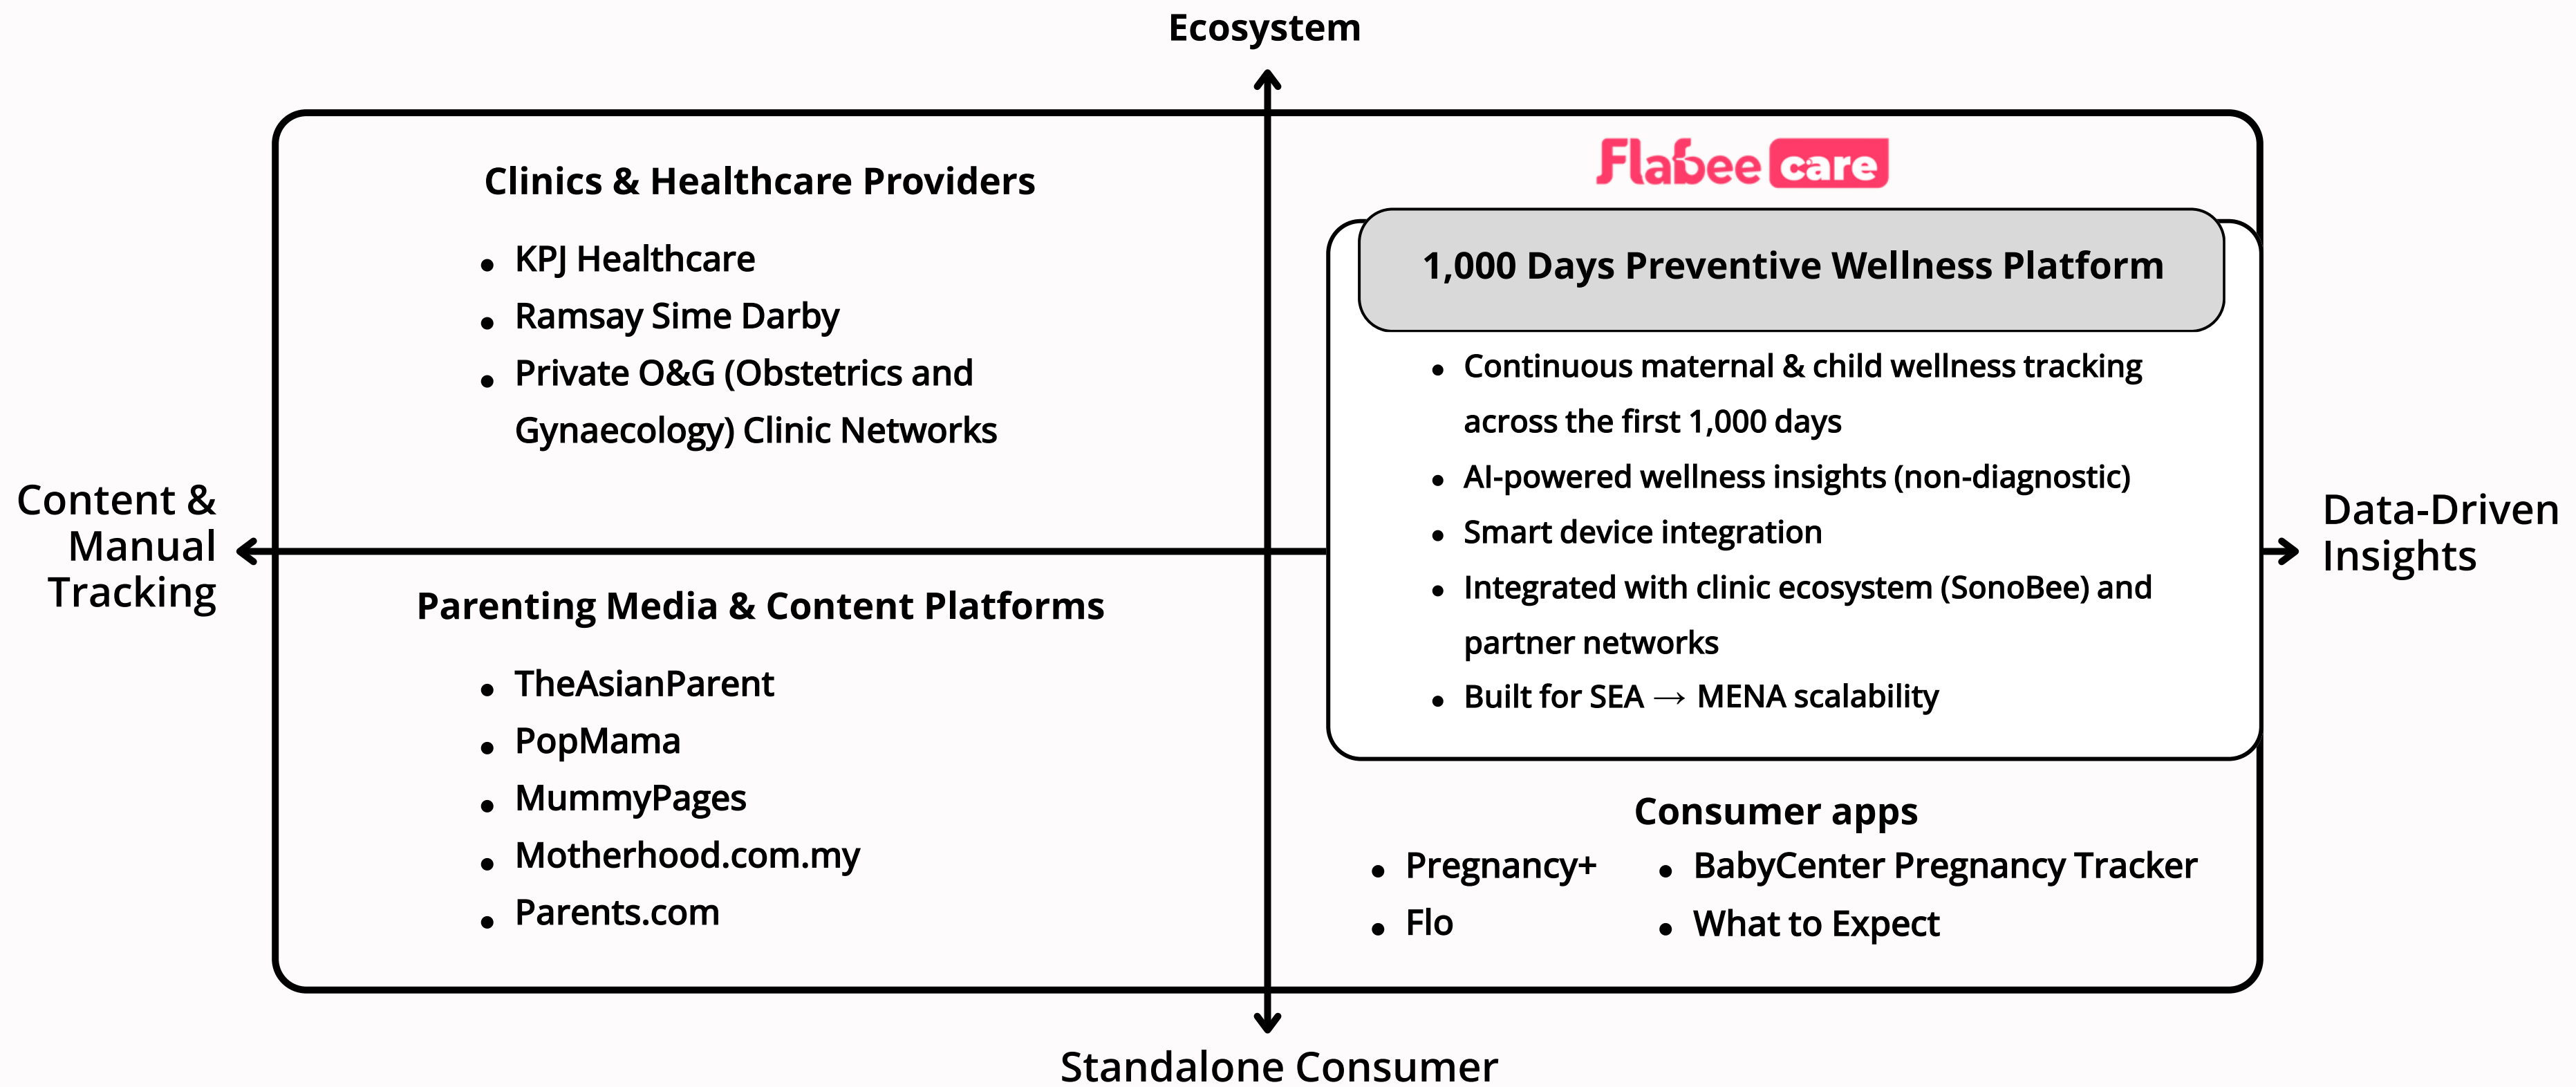 Ecosystem
Clinics & Healthcare Providers
• KPJ Healthcare
• Ramsay Sime Darby
• Private O&G (Obstetrics and
Gynaecology) Clinic Networks
Flabee care
1,000 Days Preventive Wellness Platform
• Continuous maternal & child wellness tracking
across the first 1,000 days
• AI-powered wellness insights (non-diagnostic)
• Smart device integration
• Integrated with clinic ecosystem (SonoBee) and
partner networks
• Built for SEA → MENA scalability
Content &
Manual
Tracking
Data-Driven
Insights
Parenting Media & Content Platforms
• TheAsianParent
• PopMama
• MummyPages
• Motherhood.com.my
• Parents.com
Consumer apps
• Pregnancy+
• Flo
• BabyCenter Pregnancy Tracker
• What to Expect
Standalone Consumer